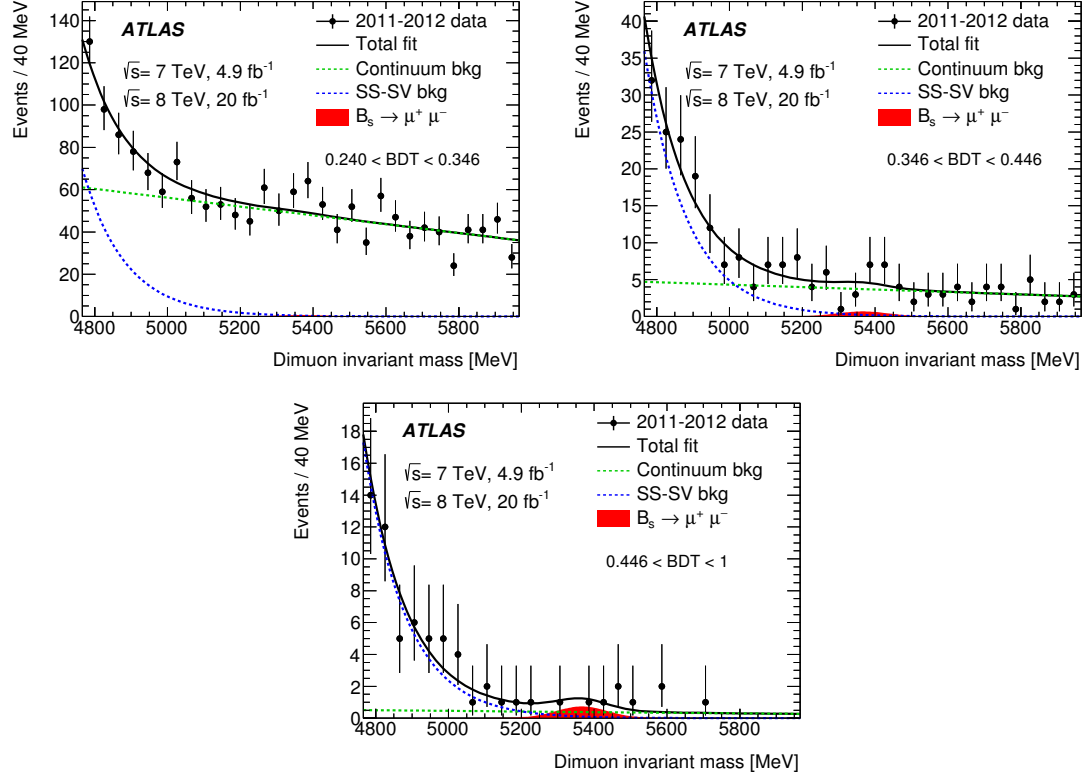 Events / 40 MeV
140
120
100
80
60
40
20
0
ATLAS
√s= 7 TeV, 4.9 fb⁻¹
√s= 8 TeV, 20 fb⁻¹
2011-2012 data
Total fit
Continuum bkg
SS-SV bkg
Bₛ → μ⁺ μ⁻
0.240 < BDT < 0.346
4800 5000 5200 5400 5600 5800
Dimuon invariant mass [MeV]
Events / 40 MeV
40
35
30
25
20
15
10
5
0
ATLAS
√s= 7 TeV, 4.9 fb⁻¹
√s= 8 TeV, 20 fb⁻¹
2011-2012 data
Total fit
Continuum bkg
SS-SV bkg
Bₛ → μ⁺ μ⁻
0.346 < BDT < 0.446
4800 5000 5200 5400 5600 5800
Dimuon invariant mass [MeV]
Events / 40 MeV
18
16
14
12
10
8
6
4
2
0
ATLAS
√s= 7 TeV, 4.9 fb⁻¹
√s= 8 TeV, 20 fb⁻¹
2011-2012 data
Total fit
Continuum bkg
SS-SV bkg
Bₛ → μ⁺ μ⁻
0.446 < BDT < 1
4800 5000 5200 5400 5600 5800
Dimuon invariant mass [MeV]